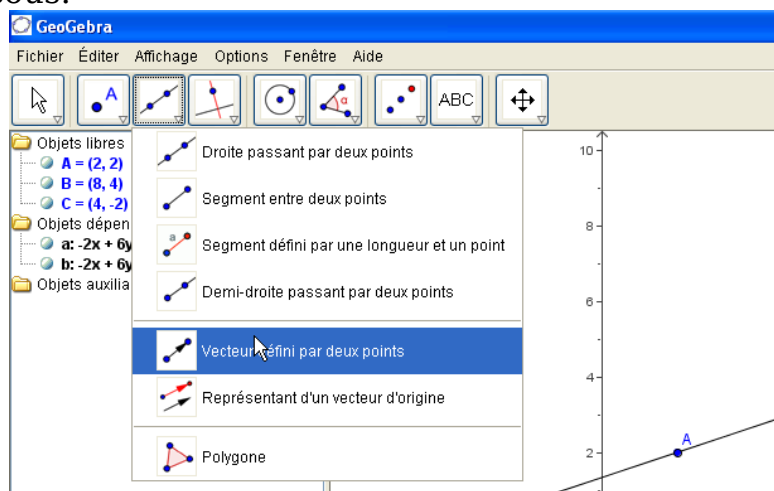 sous.
GeoGebra
Fichier Éditer Affichage Options Fenêtre Aide
A α ABC
Objets libres
A = (2, 2)
B = (8, 4)
C = (4, -2)
Objets dépen
a: -2x + 6y
b: -2x + 6y
Objets auxilia
Droite passant par deux points
Segment entre deux points
a
Segment défini par une longueur et un point
Demi-droite passant par deux points
Vecteur défini par deux points
Représentant d'un vecteur d'origine
Polygone
10
8
6
4
A
2